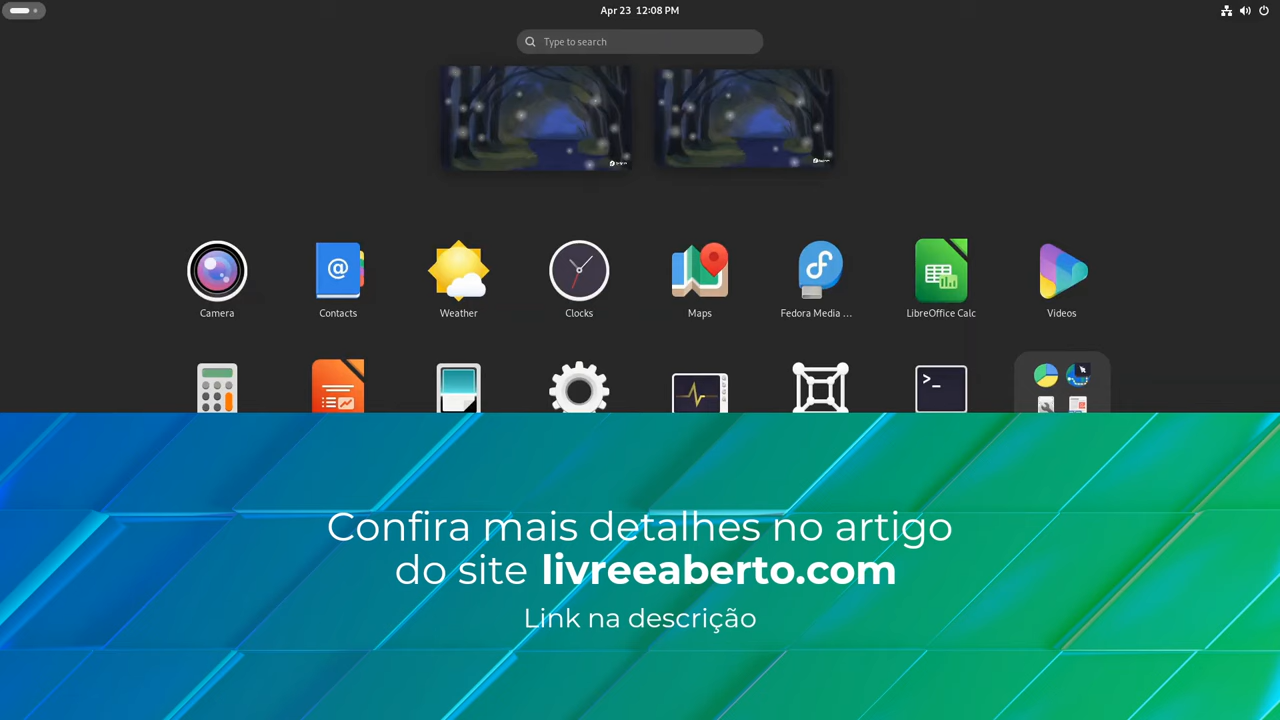 Apr 23 12:08 PM
Type to search
Camera
Contacts
Weather
Clocks
Maps
Fedora Media ...
LibreOffice Calc
Videos
>_
Confira mais detalhes no artigo
do site livreeaberto.com
Link na descrição